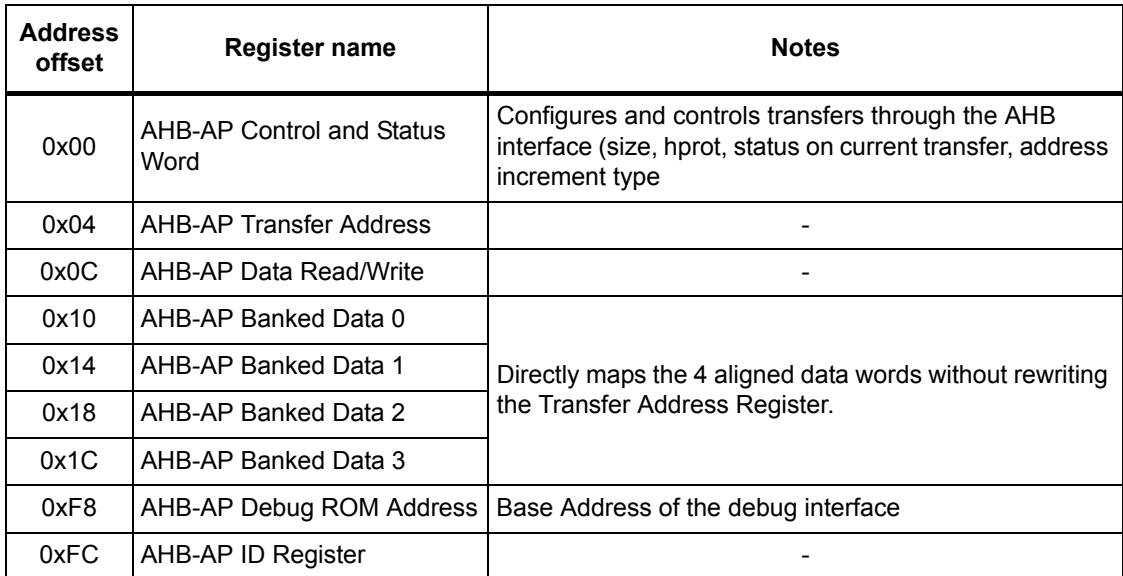 Address
offset
Register name
Notes
0x00
AHB-AP Control and Status
Word
Configures and controls transfers through the AHB
interface (size, hprot, status on current transfer, address
increment type
0x04
AHB-AP Transfer Address
-
0x0C
AHB-AP Data Read/Write
-
0x10
AHB-AP Banked Data 0
0x14
AHB-AP Banked Data 1
0x18
AHB-AP Banked Data 2
0x1C
AHB-AP Banked Data 3
Directly maps the 4 aligned data words without rewriting
the Transfer Address Register.
0xF8
AHB-AP Debug ROM Address
Base Address of the debug interface
0xFC
AHB-AP ID Register
-